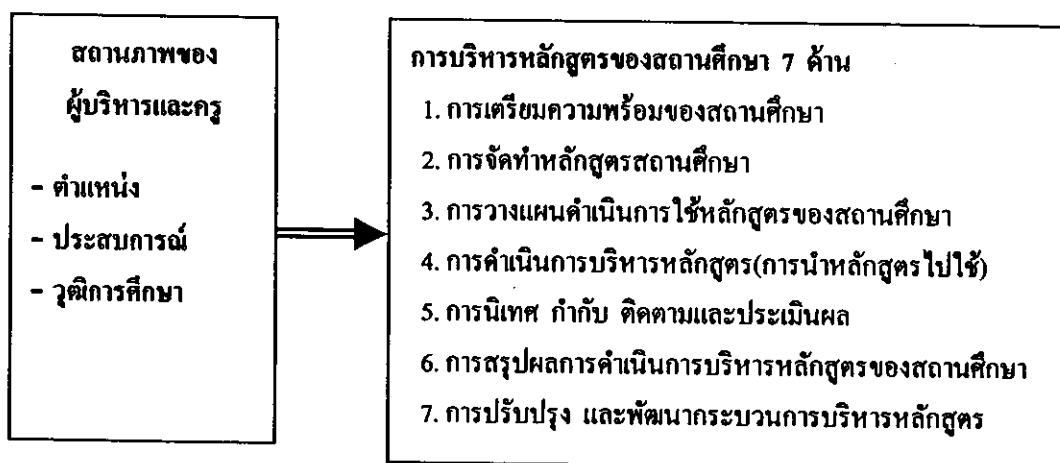 สถานภาพของ
ผู้บริหารและครู
- ตำแหน่ง
- ประสบการณ์
- วุฒิการศึกษา
การบริหารหลักสูตรของสถานศึกษา 7 ด้าน
1. การเตรียมความพร้อมของสถานศึกษา
2. การจัดทำหลักสูตรสถานศึกษา
3. การวางแผนดำเนินการใช้หลักสูตรของสถานศึกษา
4. การดำเนินการบริหารหลักสูตร(การนำหลักสูตรไปใช้)
5. การนิเทศ กำกับ ติดตามและประเมินผล
6. การสรุปผลการดำเนินการบริหารหลักสูตรของสถานศึกษา
7. การปรับปรุง และพัฒนากระบวนการบริหารหลักสูตร